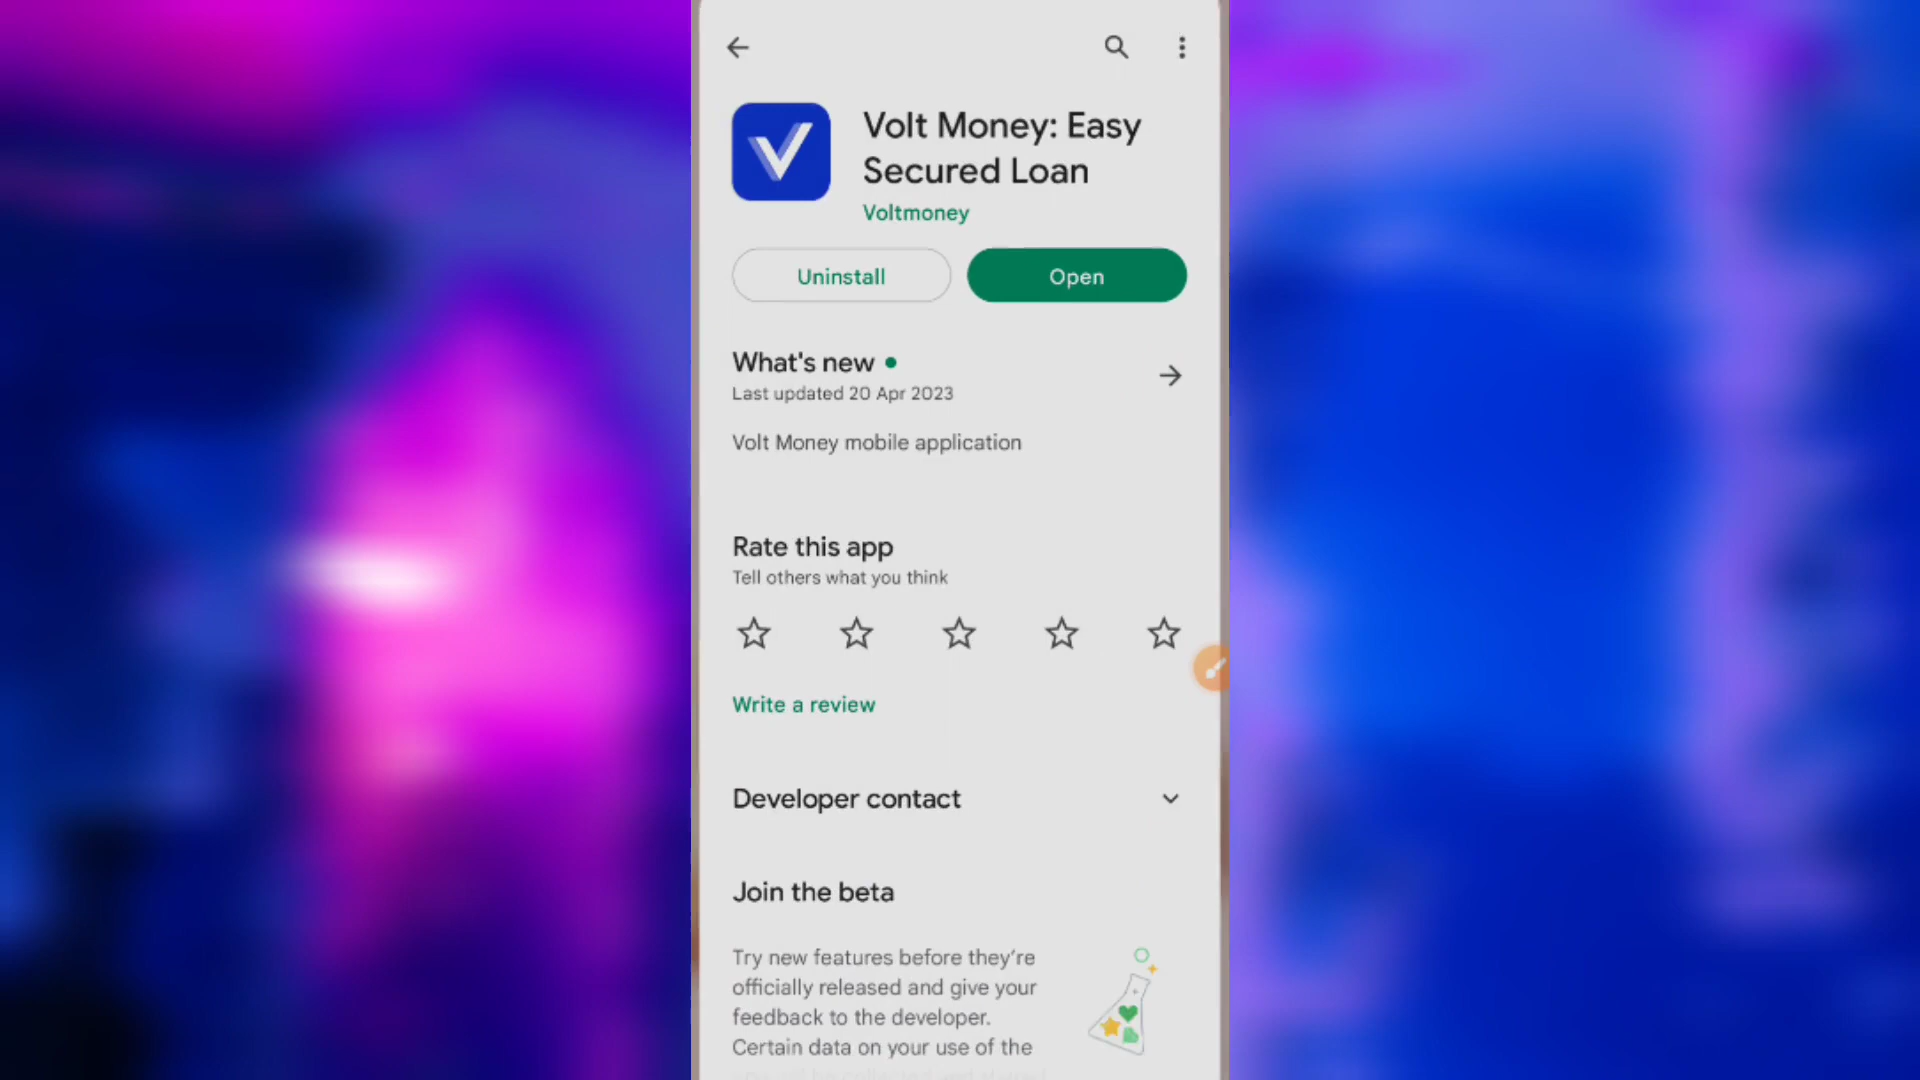 Volt Money: Easy
Secured Loan
Voltmoney
Uninstall
Open
What's new
Last updated 20 Apr 2023
Volt Money mobile application
Rate this app
Tell others what you think
Write a review
Developer contact
Join the beta
Try new features before they're
officially released and give your
feedback to the developer.
Certain data on your use of the